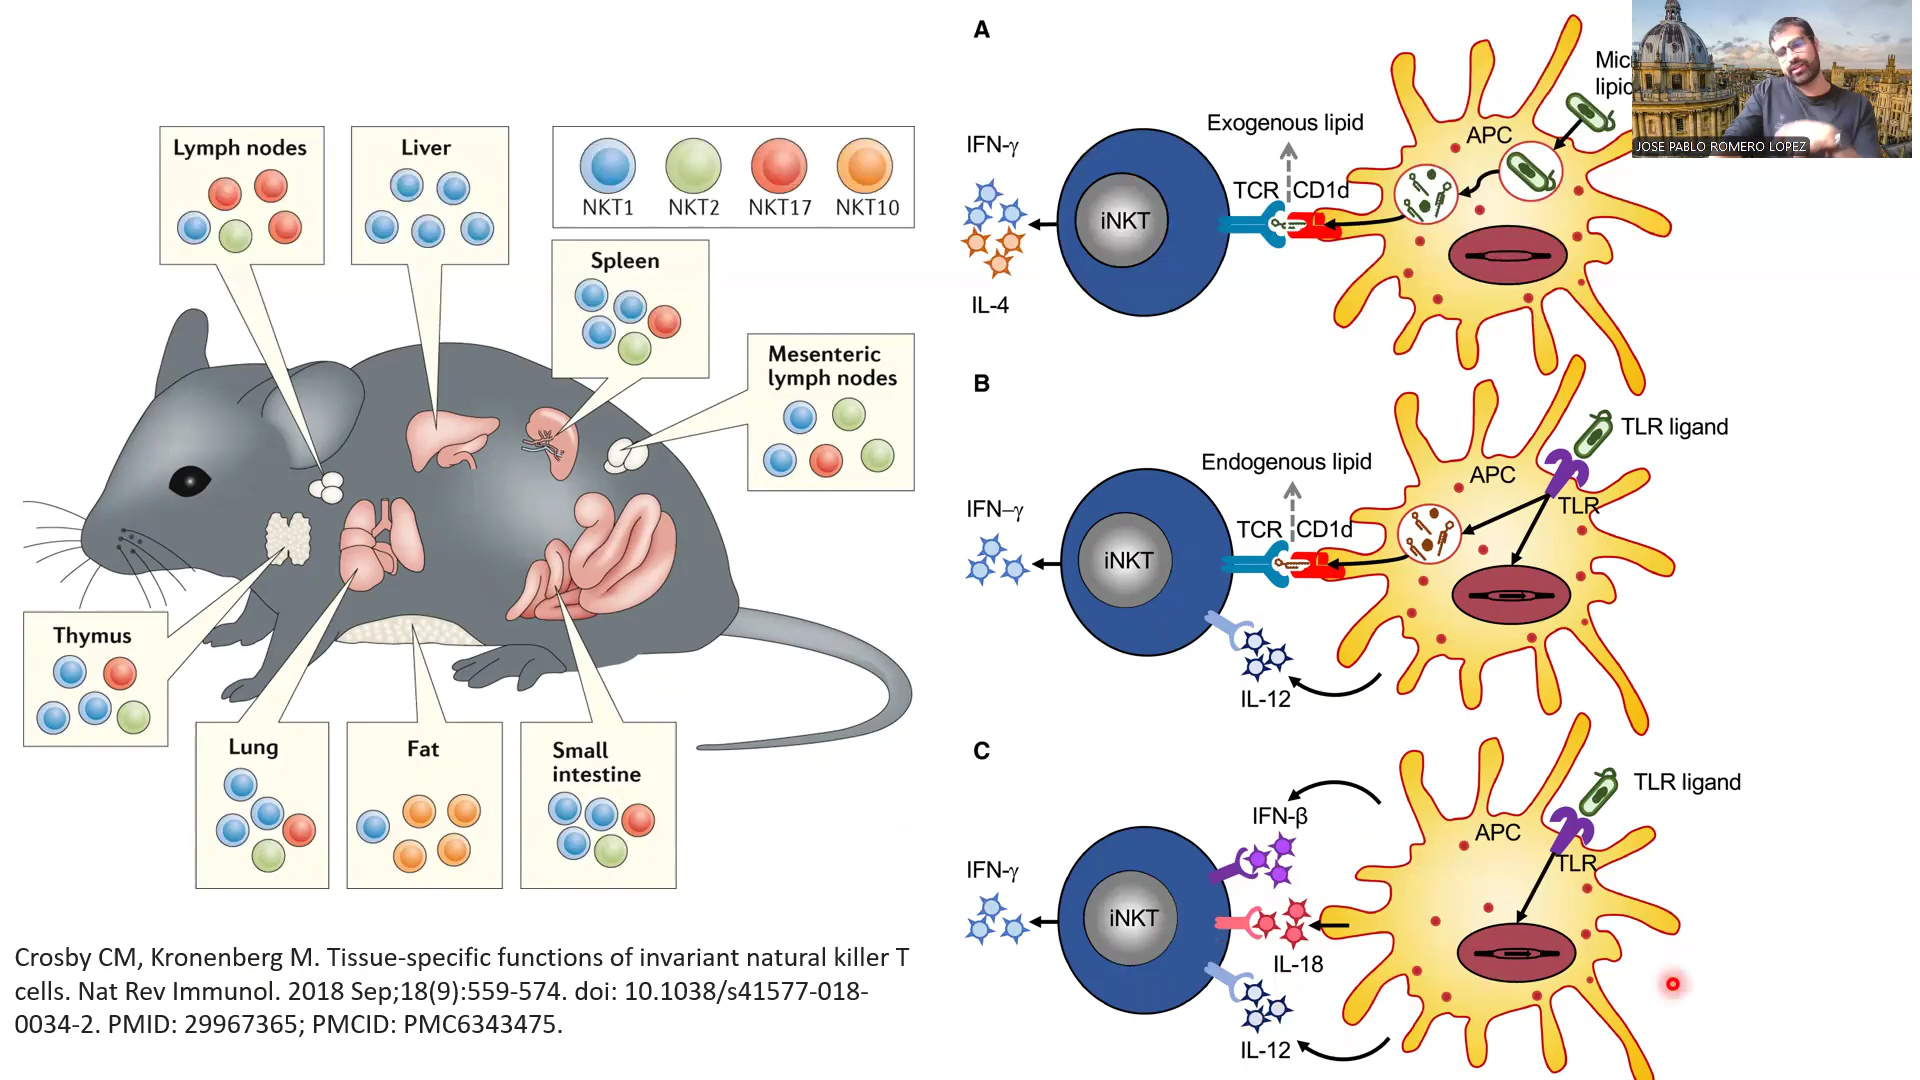 Lymph nodes
Liver
NKT1
NKT2
NKT17
NKT10
Spleen
Mesenteric
lymph nodes
Thymus
Lung
Fat
Small
intestine
Crosby CM, Kronenberg M. Tissue-specific functions of invariant natural killer T
cells. Nat Rev Immunol. 2018 Sep;18(9):559-574. doi: 10.1038/s41577-018-
0034-2. PMID: 29967365; PMCID: PMC6343475.
A
IFN-γ
IL-4
iNKT
Exogenous lipid
TCR
CD1d
APC
JOSE PABLO ROMERO LOPEZ
B
IFN–γ
iNKT
Endogenous lipid
TCR
CD1d
IL-12
APC
TLR ligand
TLR
C
IFN-γ
iNKT
IFN-β
IL-18
IL-12
APC
TLR ligand
TLR